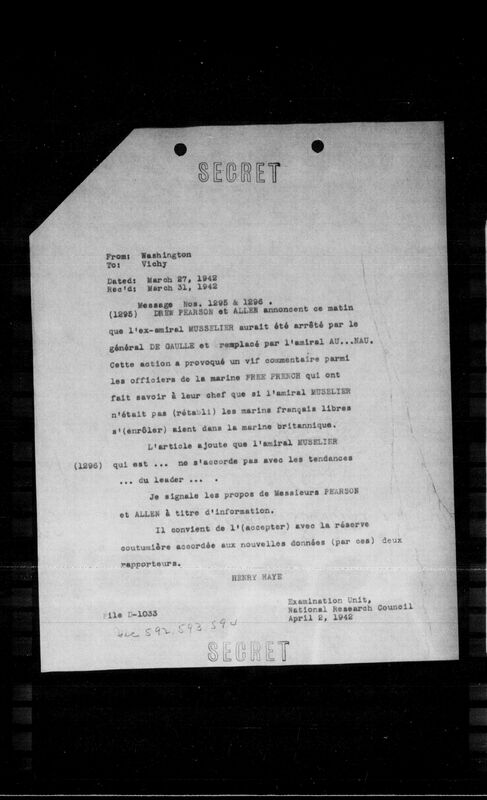 SECRET
From: Washington
To: Vichy
Dated: March 27, 1942
Rec'd: March 31, 1942
Message Nos. 1295 & 1296 .
(1295) DREW PEARSON et ALLEN annoncent ce matin
que l'ex-amiral MUSSELIER aurait été arrêté par le
général DE GAULLE et remplacé par l'amiral AU...NAU.
Cette action a provoqué un vif commentaire parmi
les officiers de la marine FREE FRENCH qui ont
fait savoir à leur chef que si l'amiral MUSELIER
n'était pas (rétabli) les marins français libres
s'(enrôler) aient dans la marine britannique.
L'article ajoute que l'amiral MUSELIER
(1296) qui est ... ne s'accorde pas avec les tendances
... du leader ... .
Je signale les propos de Messieurs PEARSON
et ALLEN à titre d'information.
Il convient de l'(accepter) avec la réserve
coutumière accordée aux nouvelles données (par ces) deux
rapporteurs.
HENRY HAYE
Examination Unit,
File D-1033 National Research Council
April 2, 1942
592, 593 594
SECRET